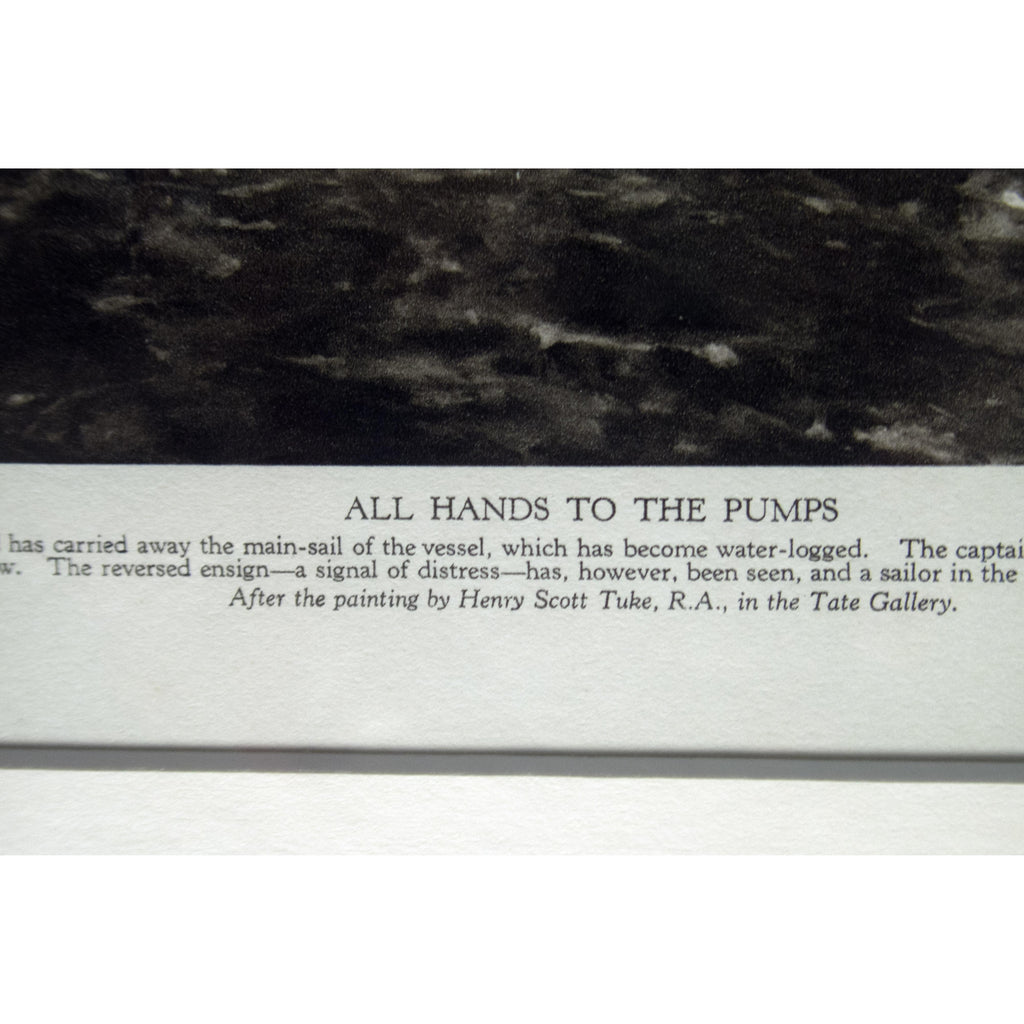 ALL HANDS TO THE PUMPS
has carried away the main-sail of the vessel, which has become water-logged. The captai
w. The reversed ensign—a signal of distress—has, however, been seen, and a sailor in the
After the painting by Henry Scott Tuke, R.A., in the Tate Gallery.